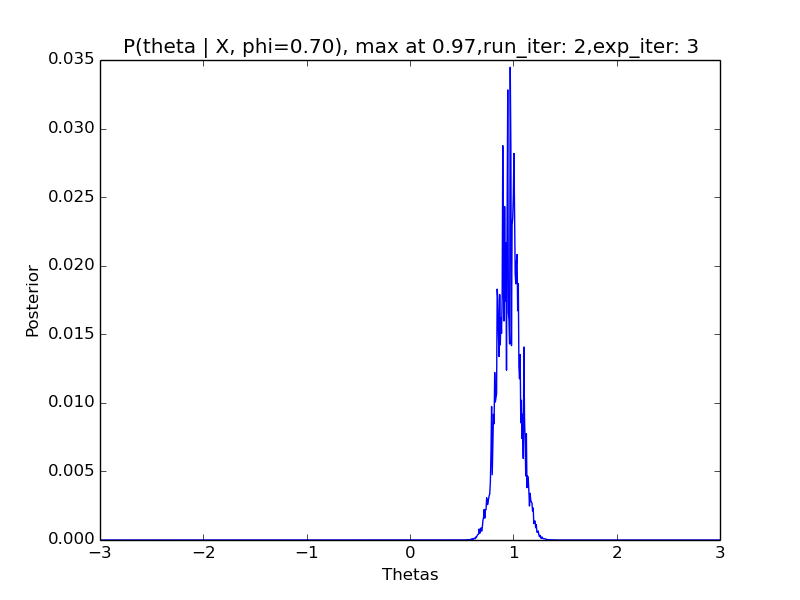 P(theta | X, phi=0.70), max at 0.97,run_iter: 2,exp_iter: 3
0.035
0.030
0.025
0.020
0.015
0.010
0.005
0.000
Posterior
−3 −2 −1 0 1 2 3
Thetas